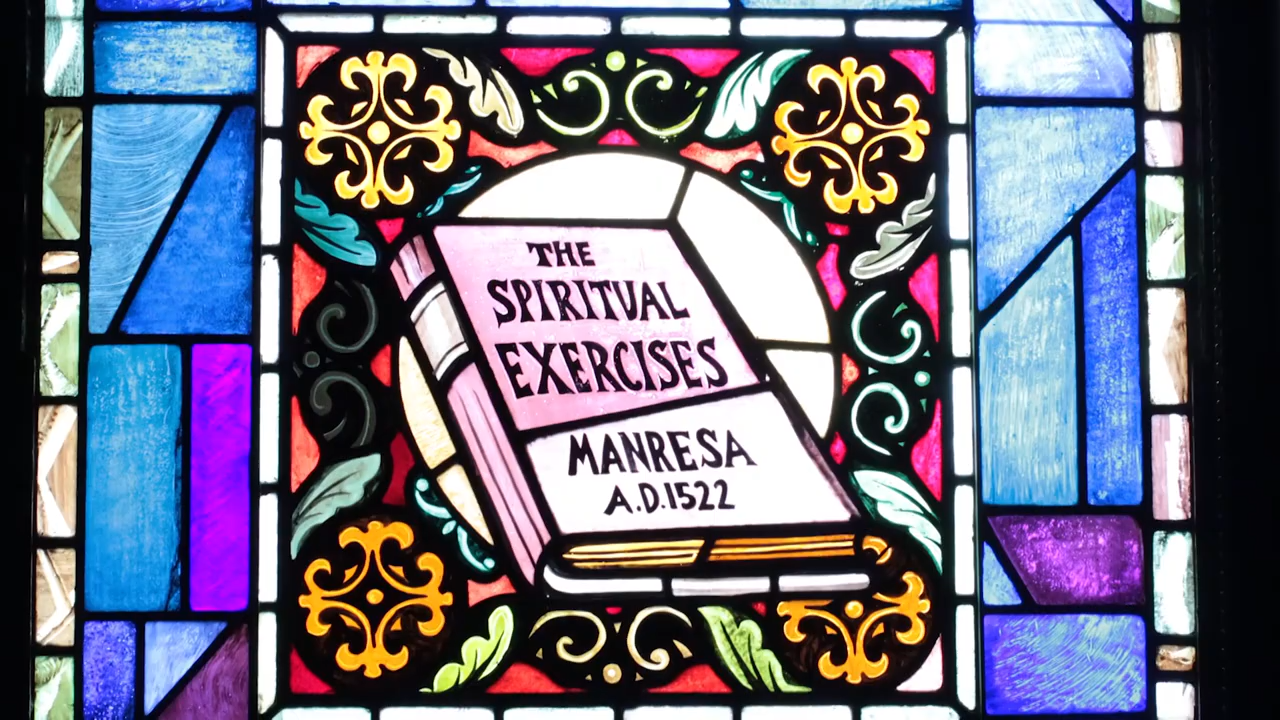 THE
SPIRITUAL
EXERCISES
MANRESA
A.D.1522